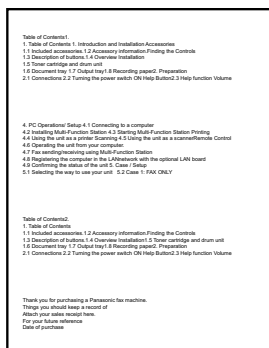 Table of Contents1.
1. Table of Contents 1. Introduction and Installation Accessories
1.1 Included accessories.1.2 Accessory information.Finding the Controls
1.3 Description of buttons.1.4 Overview Installation
1.5 Toner cartridge and drum unit
1.6 Document tray 1.7 Output tray1.8 Recording paper2. Preparation
2.1 Connections 2.2 Turning the power switch ON Help Button2.3 Help function Volume
4. PC Operations/ Setup 4.1 Connecting to a computer
4.2 Installing Multi-Function Station 4.3 Starting Multi-Function Station Printing
4.4 Using the unit as a printer Scanning4.5 Using the unit as a scannerRemote Control
4.6 Operating the unit from your computer.
4.7 Fax sending/receiving using Multi-Function Station
4.8 Registering the computer in the LANnetwork with the optional LAN board
4.9 Confirming the status of the unit 5. Case / Setup
5.1 Selecting the way to use your unit 5.2 Case 1: FAX ONLY
Table of Contents2.
1. Table of Contents
1.1 Included accessories.1.2 Accessory information.Finding the Controls
1.3 Description of buttons.1.4 Overview Installation1.5 Toner cartridge and drum unit
1.6 Document tray 1.7 Output tray1.8 Recording paper2. Preparation
2.1 Connections 2.2 Turning the power switch ON Help Button2.3 Help function Volume
Thank you for purchasing a Panasonic fax machine.
Things you should keep a record of
Attach your sales receipt here.
For your future reference
Date of purchase